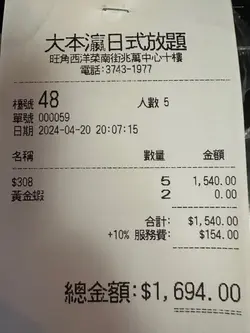 大本瀛日式放題
旺角西洋菜南街兆萬中心十樓
電話:3743-1977
檯號 48 人數 5
單號 000059
日期 2024-04-20 20:07:15
名稱 數量 金額
$308 5 1,540.00
黃金蝦 2 0.00
合計: $1,540.00
+10% 服務費: $154.00
總金額:$1,694.00